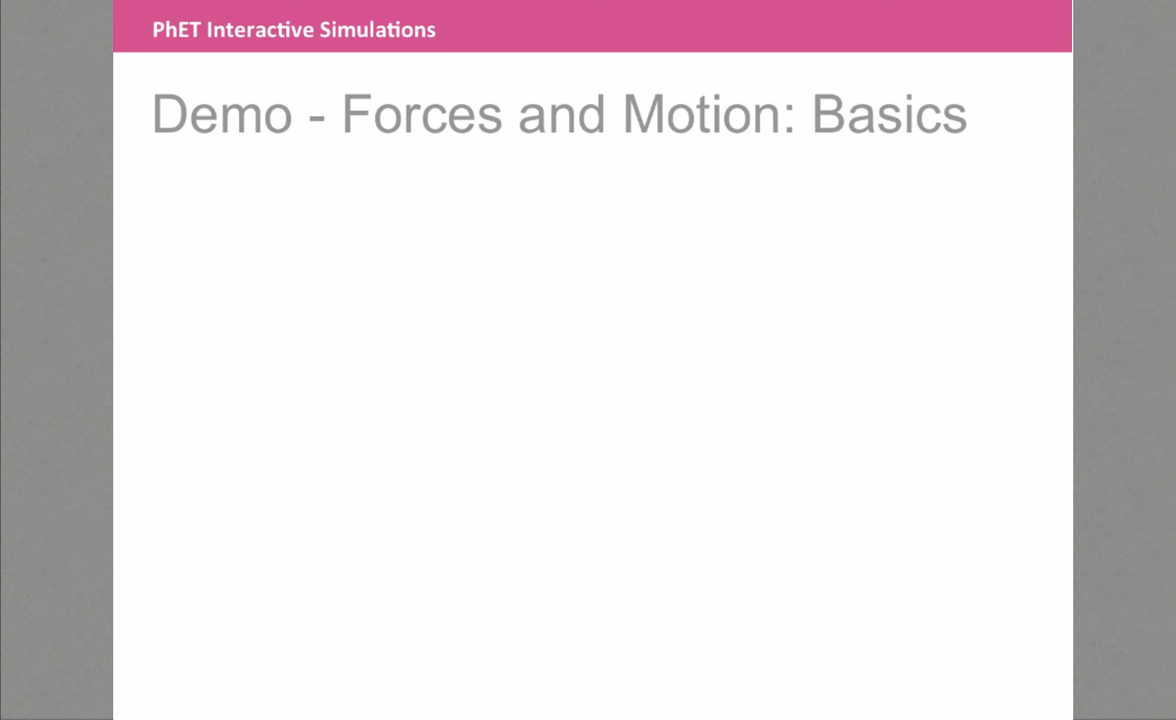 PhET Interactive Simulations
Demo - Forces and Motion: Basics